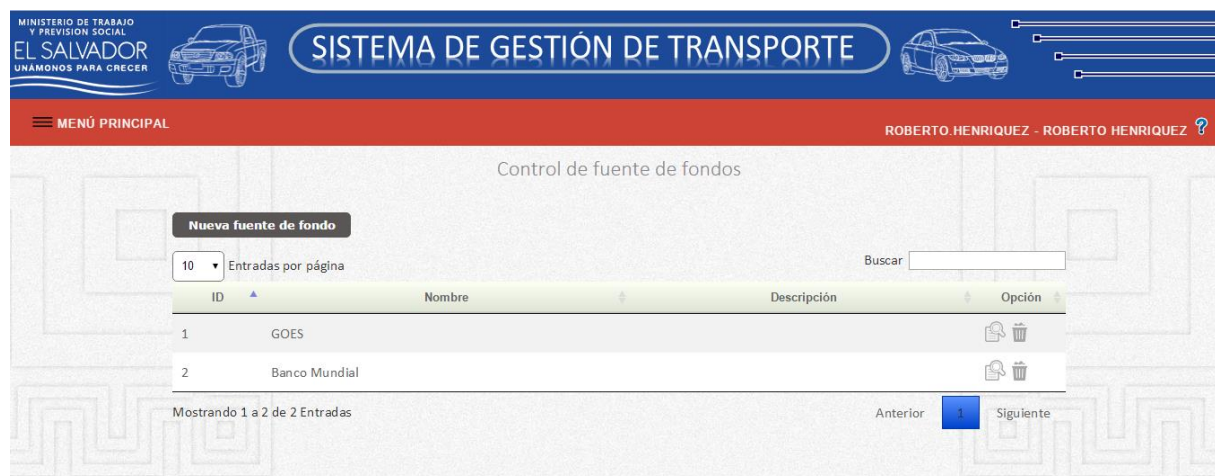 MINISTERIO DE TRABAJO
Y PREVISION SOCIAL
EL SALVADOR
UNÁMONOS PARA CRECER
SISTEMA DE GESTIÓN DE TRANSPORTE
MENÚ PRINCIPAL
ROBERTO.HENRIQUEZ - ROBERTO HENRIQUEZ ?
Control de fuente de fondos
Nueva fuente de fondo
10 Entradas por página
Buscar
ID Nombre Descripción Opción
1 GOES
2 Banco Mundial
Mostrando 1 a 2 de 2 Entradas
Anterior 1 Siguiente